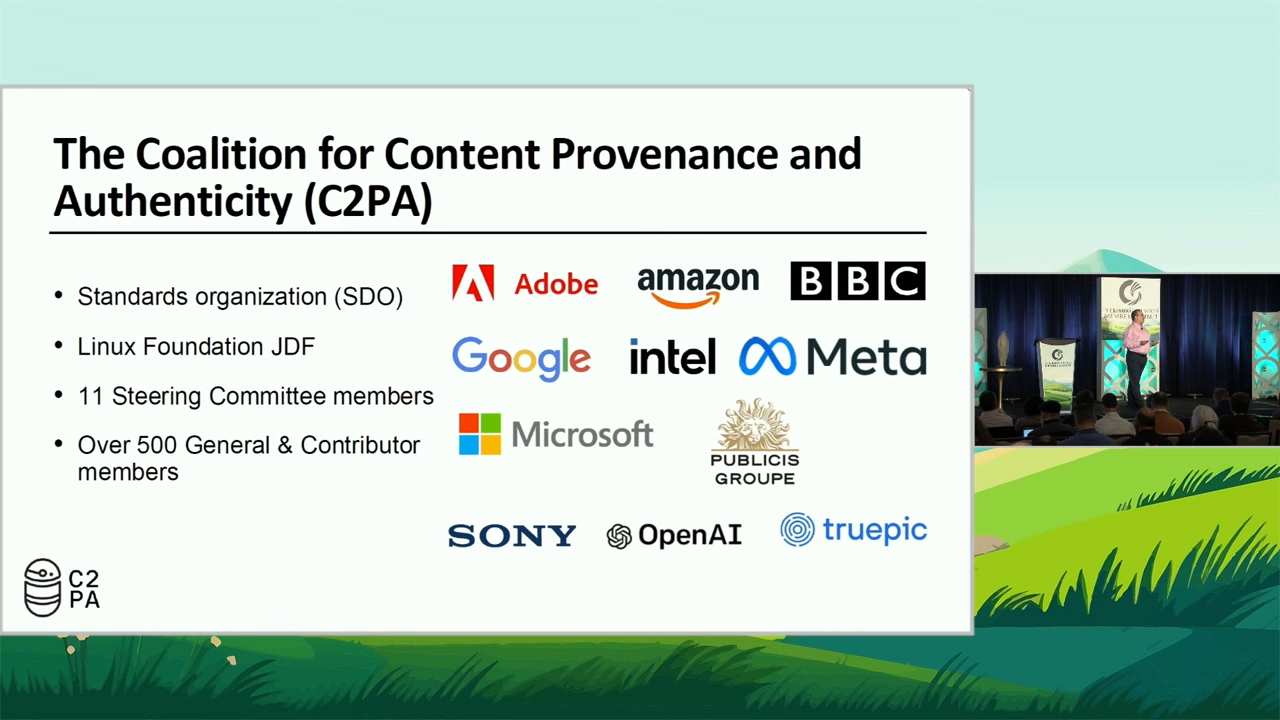 The Coalition for Content Provenance and
Authenticity (C2PA)
• Standards organization (SDO)
• Linux Foundation JDF
• 11 Steering Committee members
• Over 500 General & Contributor
members
Adobe
amazon
BBC
Google
intel
Meta
Microsoft
PUBLICIS
GROUPE
SONY
OpenAI
truepic
C2
PA